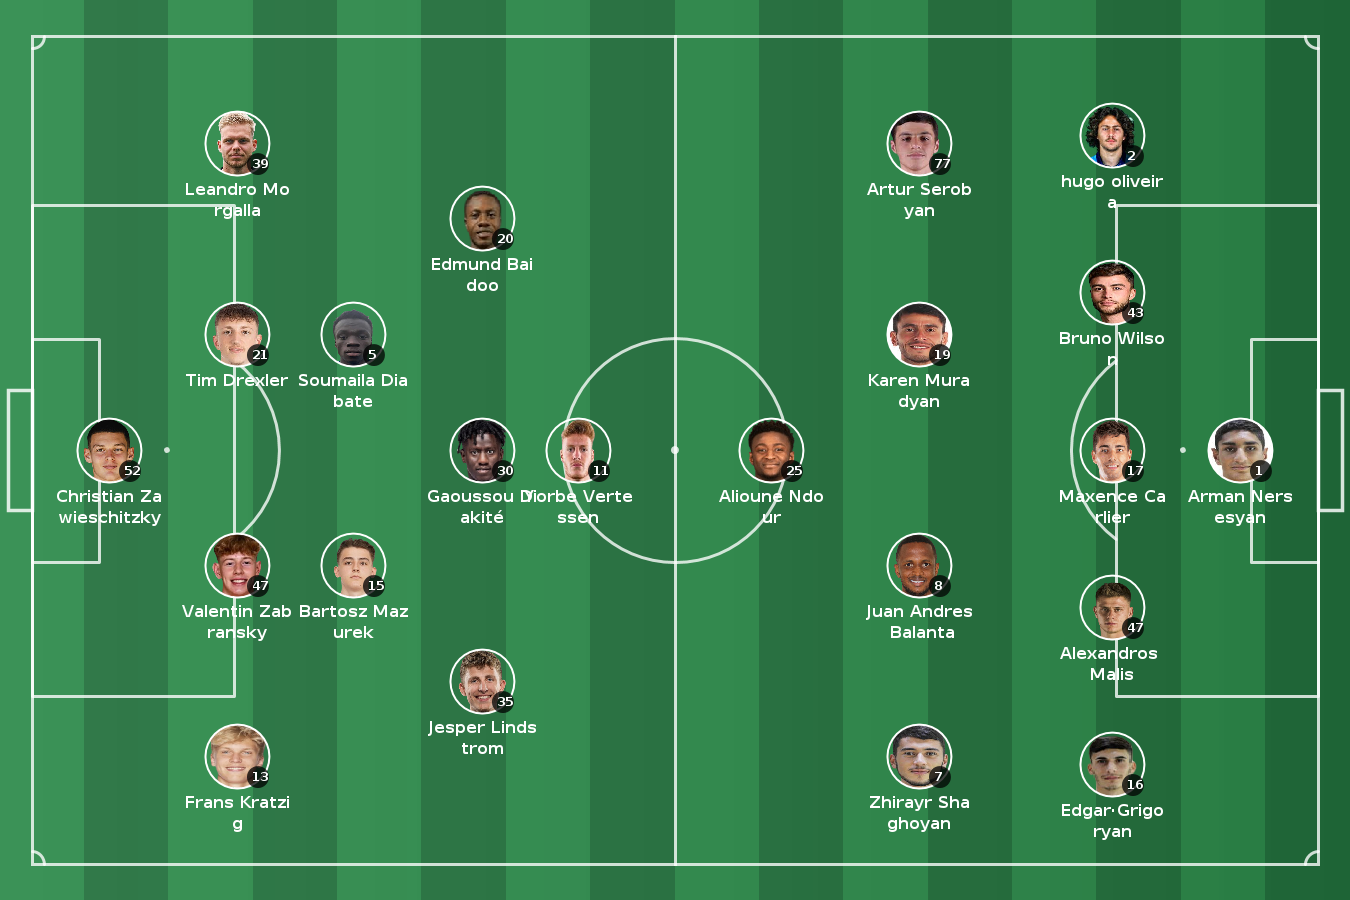 39
Leandro Mo
rgalla
20
Edmund Bai
doo
21
Tim Drexler
5
Soumaila Dia
bate
52
Christian Za
wieschitzky
30
Gaoussou Di
akité
11
Yorbe Verte
ssen
47
Valentin Zab
ransky
15
Bartosz Maz
urek
35
Jesper Linds
trom
13
Frans Kratzi
g
77
Artur Serob
yan
2
hugo oliveir
a
43
Bruno Wilso
n
19
Karen Mura
dyan
25
Alioune Ndo
ur
17
Maxence Ca
rlier
1
Arman Ners
esyan
8
Juan Andres
Balanta
47
Alexandros
Malis
7
Zhirayr Sha
ghoyan
16
Edgar·Grigo
ryan